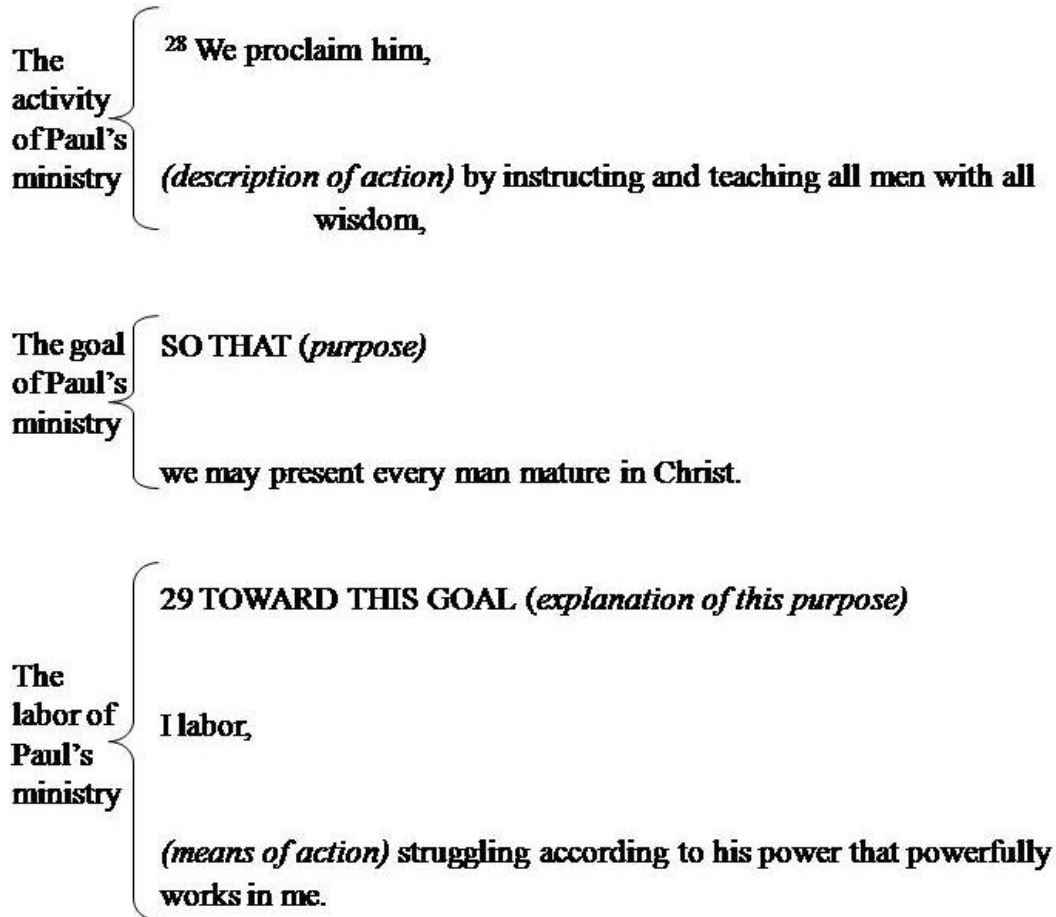 The
activity
of Paul's
ministry
²⁸ We proclaim him,
(description of action) by instructing and teaching all men with all
wisdom,
The goal
of Paul's
ministry
SO THAT (purpose)
we may present every man mature in Christ.
The
labor of
Paul's
ministry
29 TOWARD THIS GOAL (explanation of this purpose)
I labor,
(means of action) struggling according to his power that powerfully
works in me.